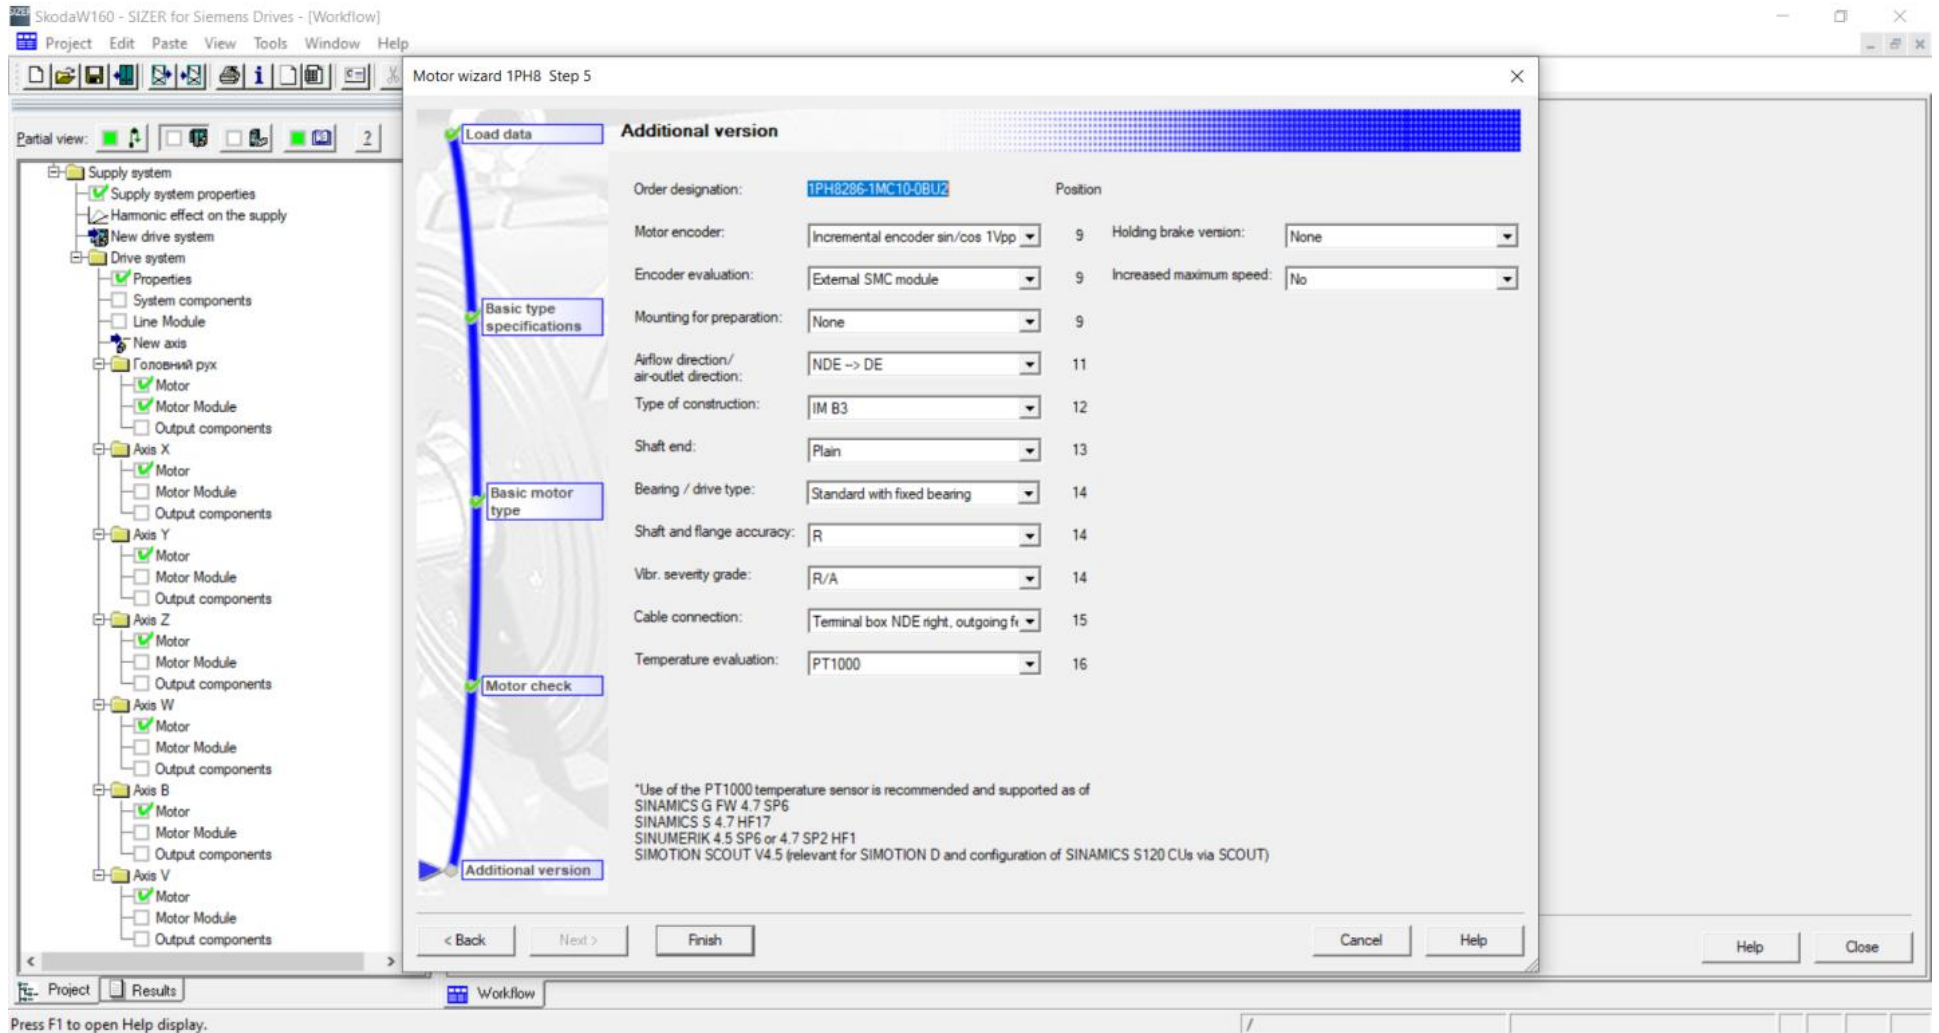 SkodaW160 - SIZER for Siemens Drives - [Workflow]
Project Edit Paste View Tools Window Help
Partial view:
Supply system
Supply system properties
Harmonic effect on the supply
New drive system
Drive system
Properties
System components
Line Module
New axis
Головний рух
Motor
Motor Module
Output components
Axis X
Motor
Motor Module
Output components
Axis Y
Motor
Motor Module
Output components
Axis Z
Motor
Motor Module
Output components
Axis W
Motor
Motor Module
Output components
Axis B
Motor
Motor Module
Output components
Axis V
Motor
Motor Module
Output components
Project Results
Motor wizard 1PH8 Step 5
Load data
Basic type
specifications
Basic motor
type
Motor check
Additional version
Additional version
Order designation: 1PH8286-1MC10-0BU2 Position
Motor encoder: Incremental encoder sin/cos 1Vpp 9 Holding brake version: None
Encoder evaluation: External SMC module 9 Increased maximum speed: No
Mounting for preparation: None 9
Airflow direction/
air-outlet direction: NDE --> DE 11
Type of construction: IM B3 12
Shaft end: Plain 13
Bearing / drive type: Standard with fixed bearing 14
Shaft and flange accuracy: R 14
Vibr. severity grade: R/A 14
Cable connection: Terminal box NDE right, outgoing 15
Temperature evaluation: PT1000 16
*Use of the PT1000 temperature sensor is recommended and supported as of
SINAMICS G FW 4.7 SP6
SINAMICS S 4.7 HF17
SINUMERIK 4.5 SP6 or 4.7 SP2 HF1
SIMOTION SCOUT V4.5 (relevant for SIMOTION D and configuration of SINAMICS S120 CUs via SCOUT)
< Back Next > Finish Cancel Help
Help Close
Workflow
Press F1 to open Help display.